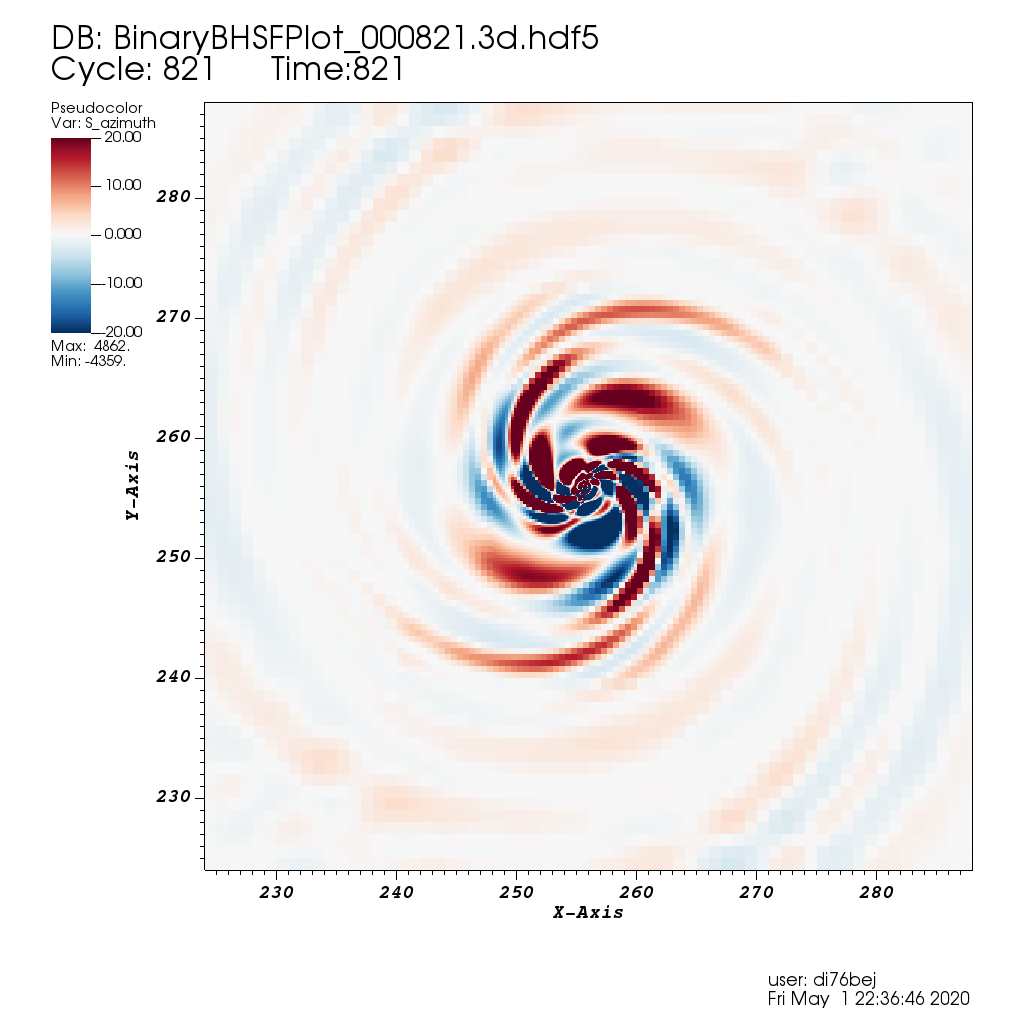 DB: BinaryBHSFPlot_000821.3d.hdf5
Cycle: 821 Time:821
Pseudocolor
Var: S_azimuth
20.00
10.00
0.000
-10.00
-20.00
Max: 4862.
Min: -4359.
280
270
260
250
240
230
Y-Axis
230 240 250 260 270 280
X-Axis
user: di76bej
Fri May 1 22:36:46 2020